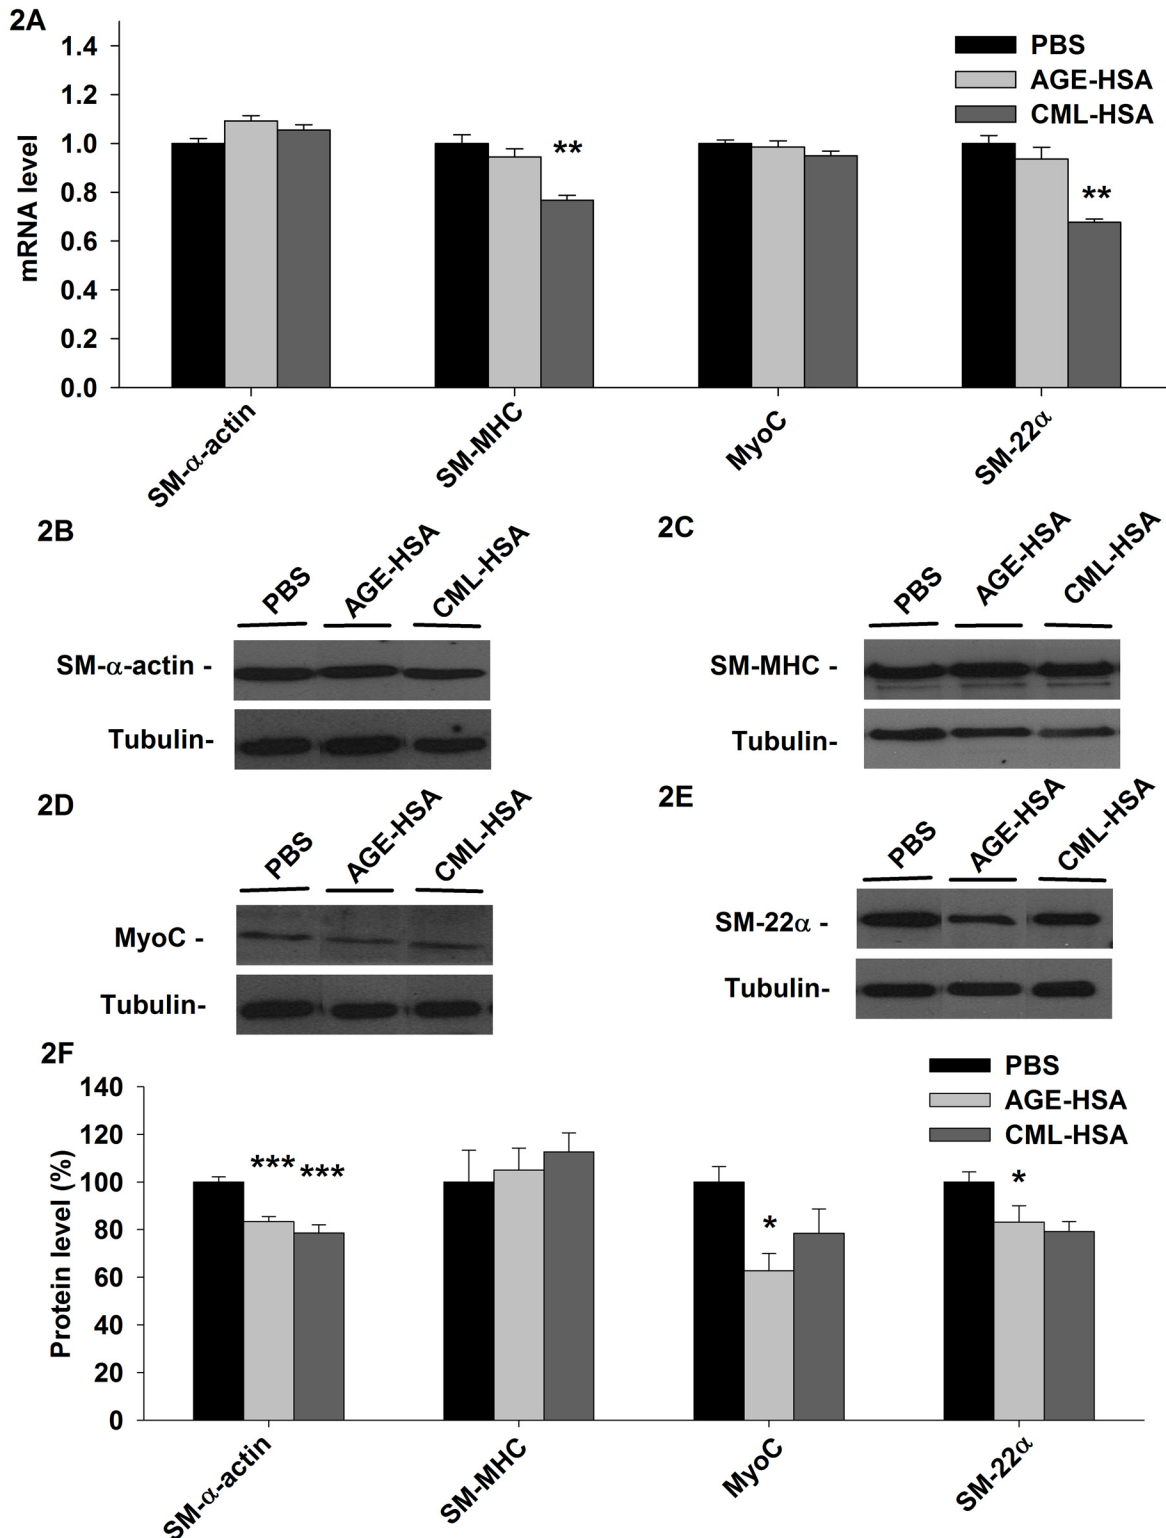 2A
1.4
1.2
1.0
0.8
0.6
0.4
0.2
0.0
mRNA level
PBS
AGE-HSA
CML-HSA
**
**
SM-α-actin
SM-MHC
MyoC
SM-22α
2B
PBS
AGE-HSA
CML-HSA
SM-α-actin -
Tubulin-
2C
PBS
AGE-HSA
CML-HSA
SM-MHC -
Tubulin-
2D
PBS
AGE-HSA
CML-HSA
MyoC -
Tubulin-
2E
PBS
AGE-HSA
CML-HSA
SM-22α -
Tubulin-
2F
140
120
100
80
60
40
20
0
Protein level (%)
PBS
AGE-HSA
CML-HSA
***
***
*
*
SM-α-actin
SM-MHC
MyoC
SM-22α